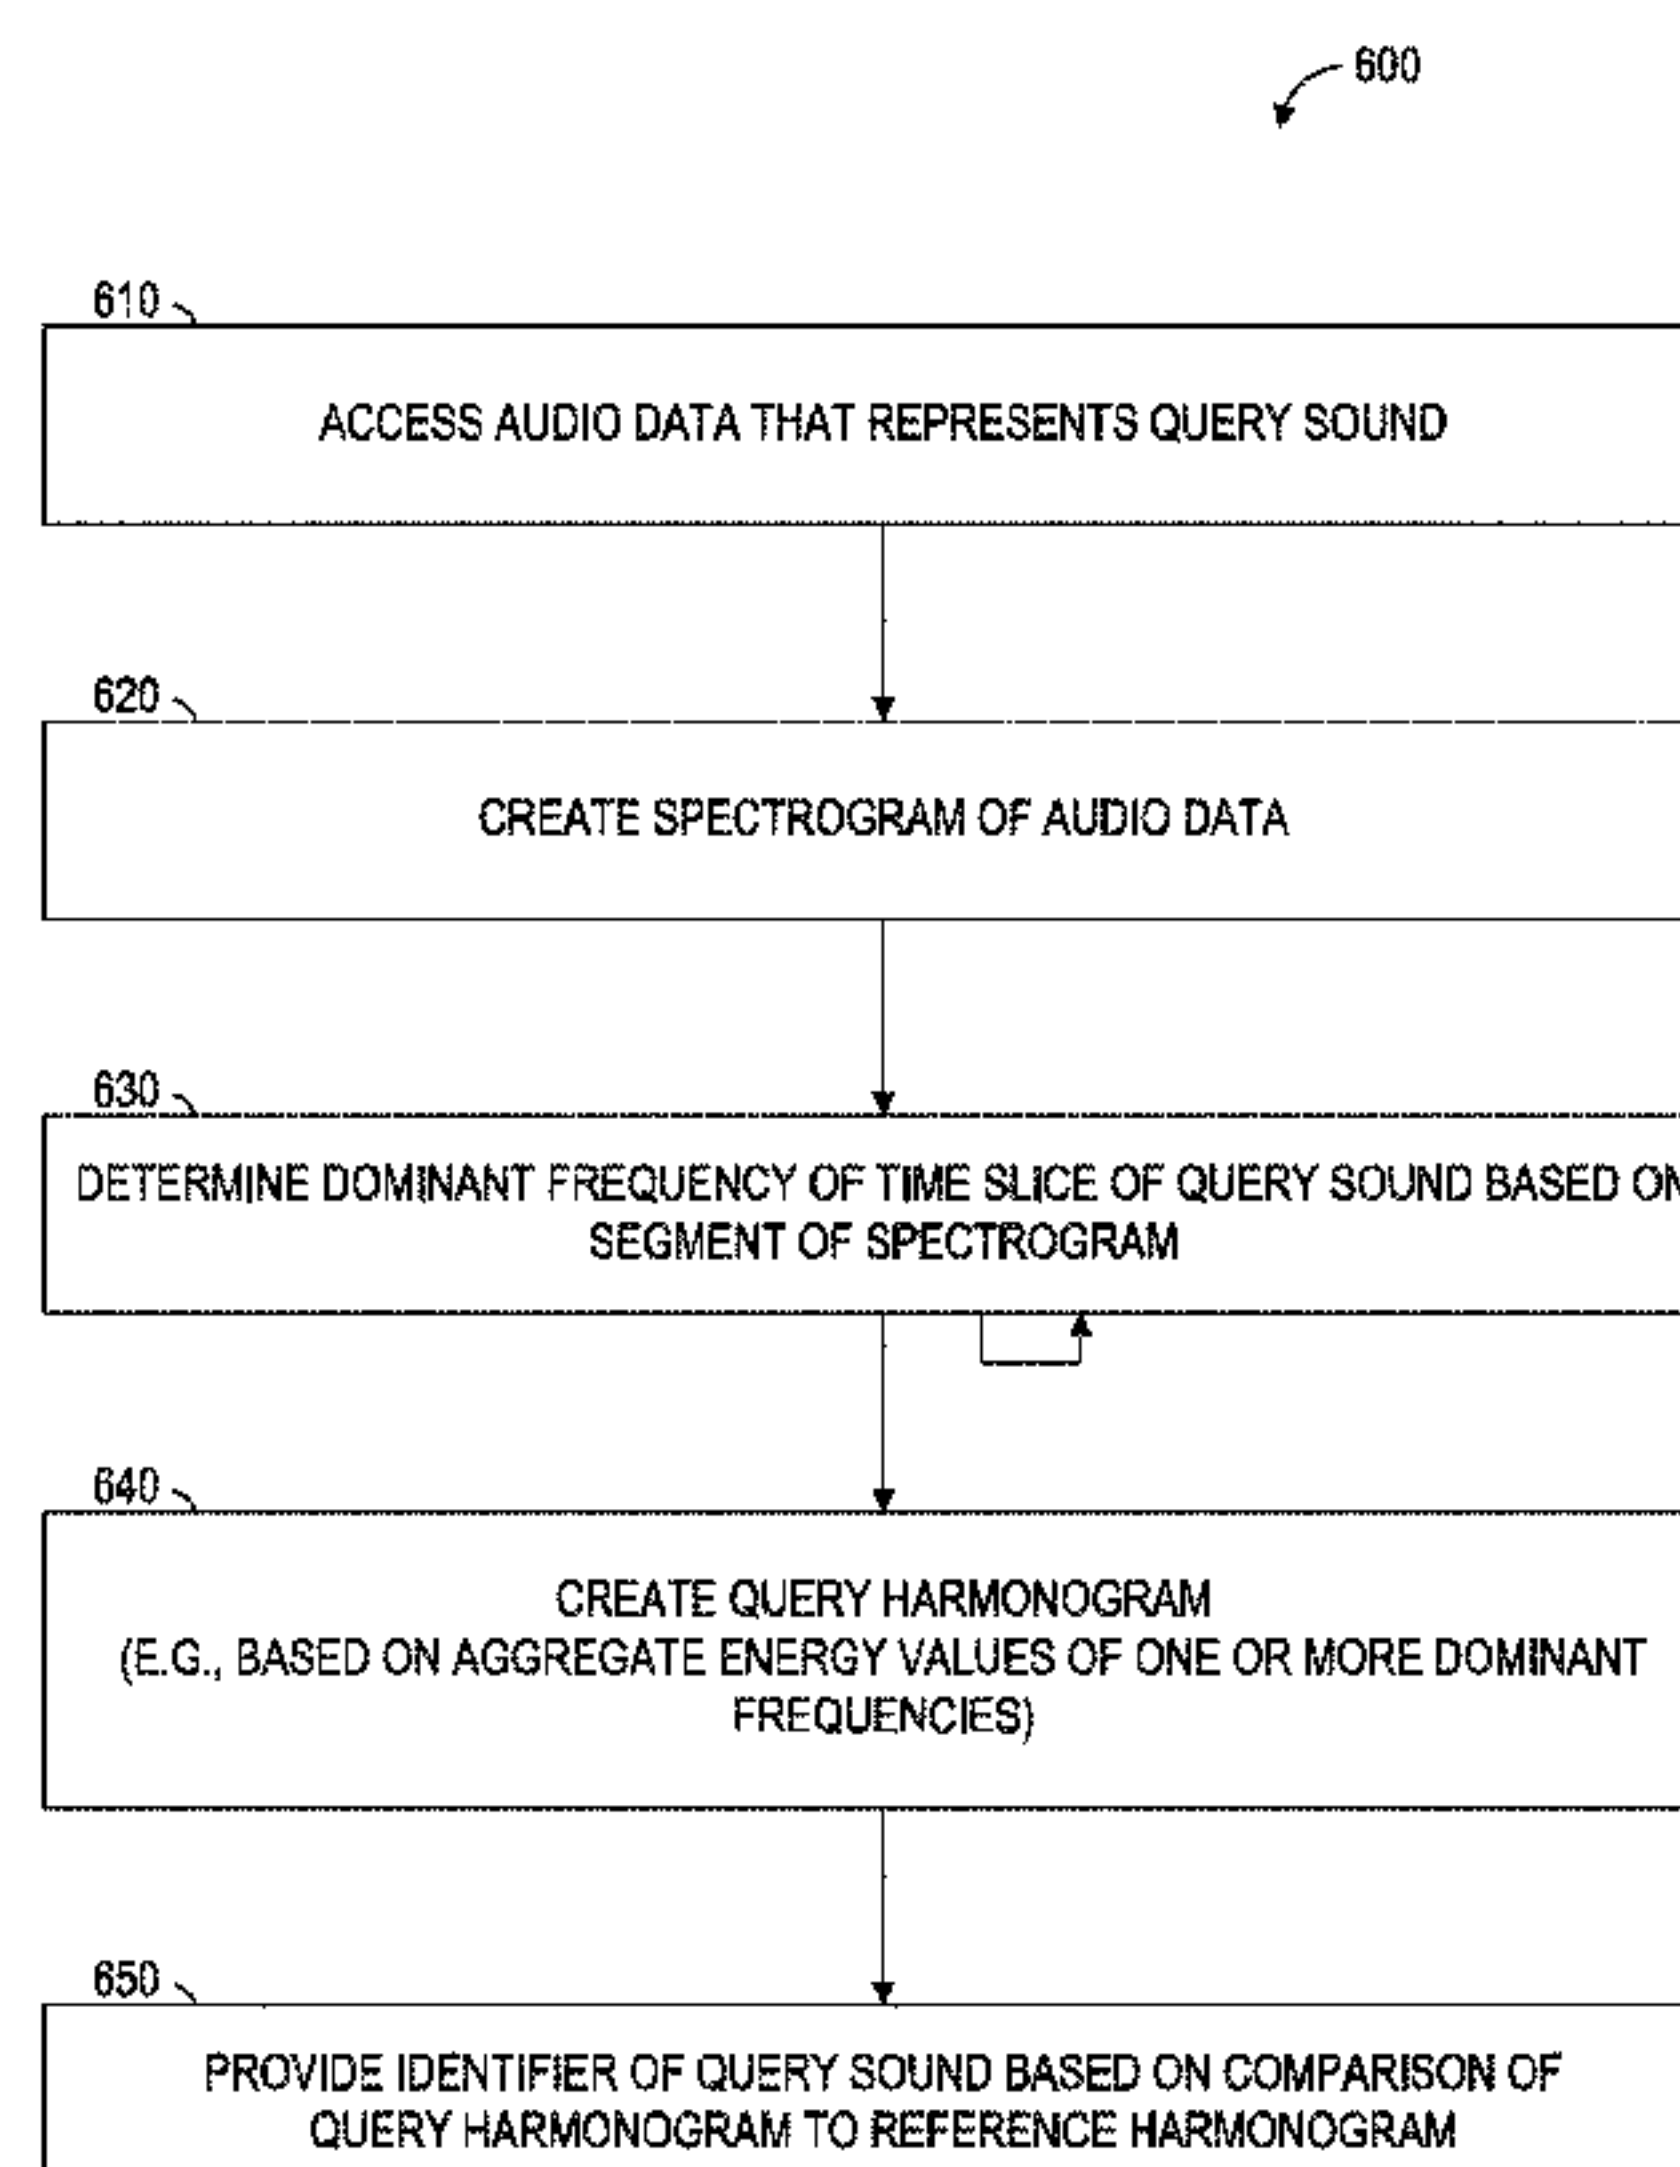 600
610
ACCESS AUDIO DATA THAT REPRESENTS QUERY SOUND
620
CREATE SPECTROGRAM OF AUDIO DATA
630
DETERMINE DOMINANT FREQUENCY OF TIME SLICE OF QUERY SOUND BASED ON
SEGMENT OF SPECTROGRAM
640
CREATE QUERY HARMONOGRAM
(E.G., BASED ON AGGREGATE ENERGY VALUES OF ONE OR MORE DOMINANT
FREQUENCIES)
650
PROVIDE IDENTIFIER OF QUERY SOUND BASED ON COMPARISON OF
QUERY HARMONOGRAM TO REFERENCE HARMONOGRAM